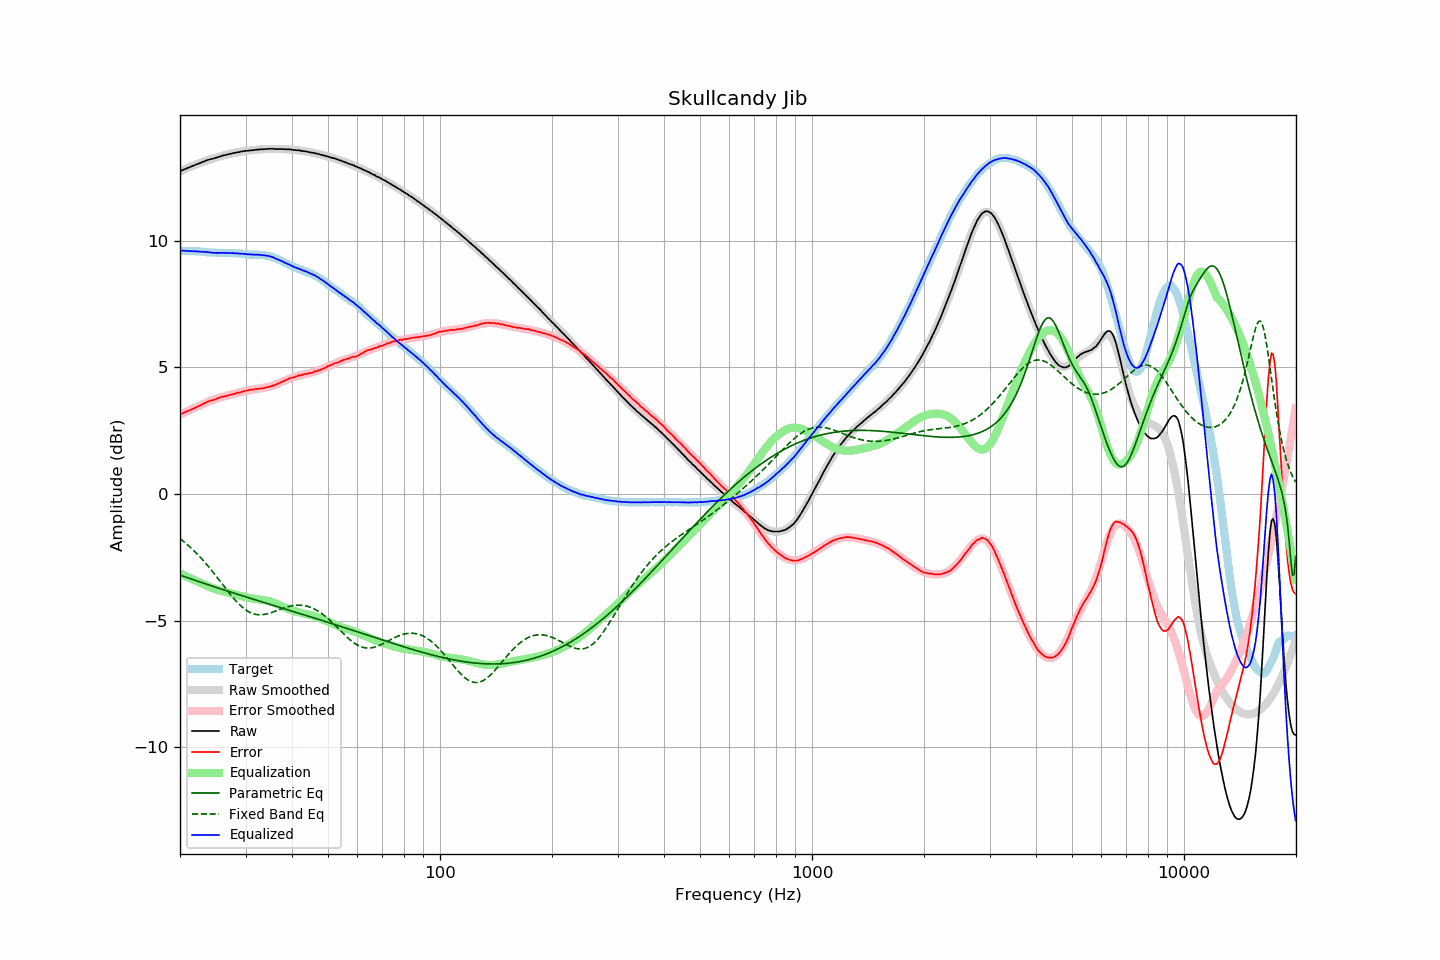 Skullcandy Jib
Amplitude (dBr)
10
5
0
−5
−10
Target
Raw Smoothed
Error Smoothed
Raw
Error
Equalization
Parametric Eq
Fixed Band Eq
Equalized
100
1000
10000
Frequency (Hz)